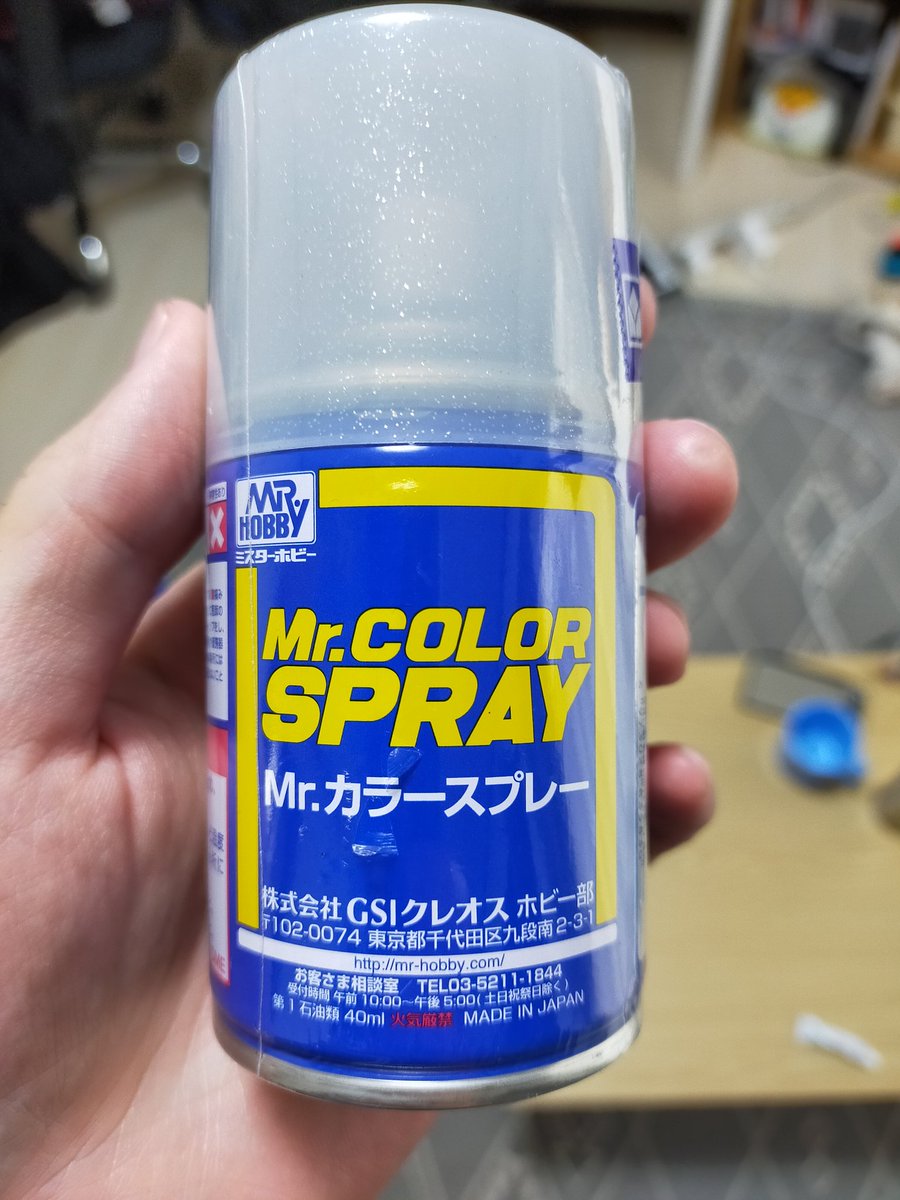 MR.
HOBBY
ミスターホビー
Mr.COLOR
SPRAY
Mr.カラースプレー
株式会社 GSIクレオス ホビー部
〒102-0074 東京都千代田区九段南2-3-1
http://mr-hobby.com/
お客さま相談室/TEL03-5211-1844
受付時間 午前10:00～午後5:00(土日祝祭日除く)
第1石油類 40ml 火気厳禁 MADE IN JAPAN